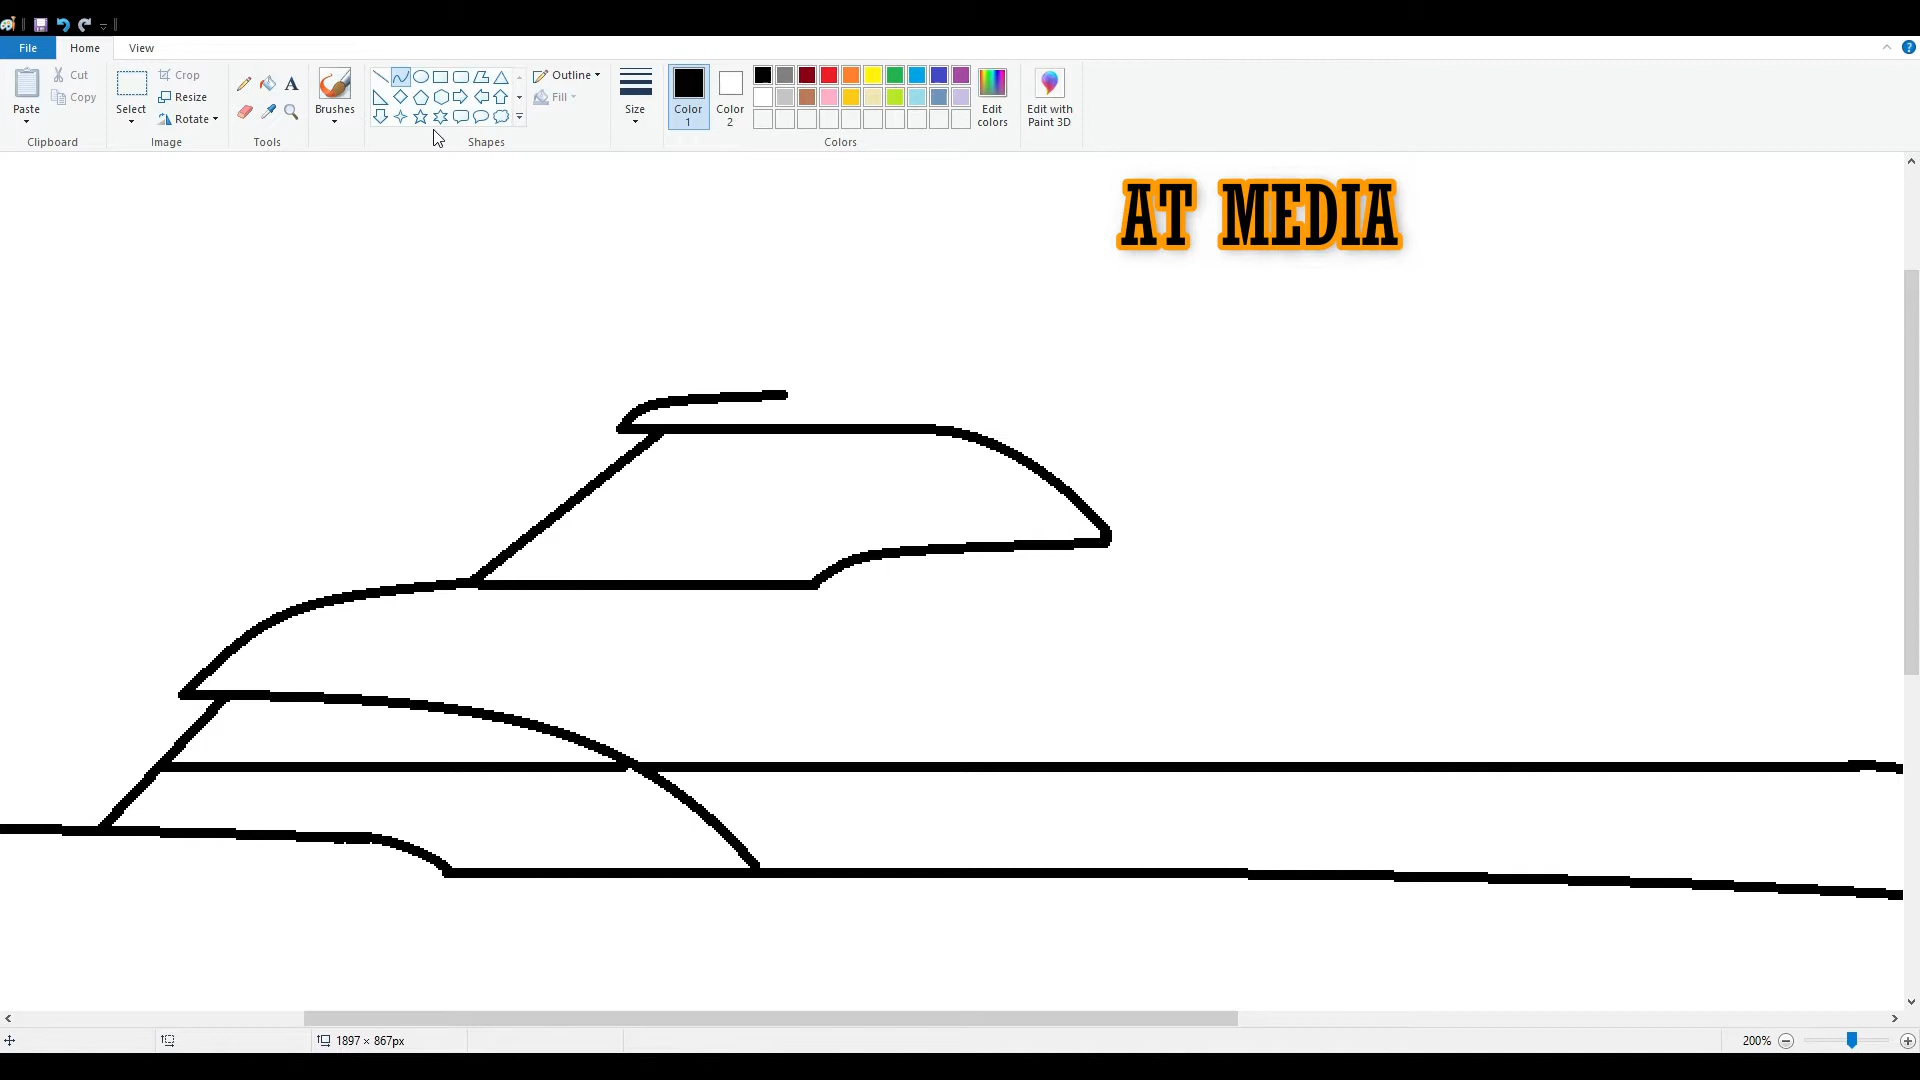 File Home View
Paste
Cut
Copy
Clipboard
Select
Crop
Resize
Rotate
Image
Tools
Brushes
Outline
Fill
Shapes
Size
Color 1
Color 2
Edit colors
Colors
Edit with Paint 3D
AT MEDIA
1897 × 867px
200%